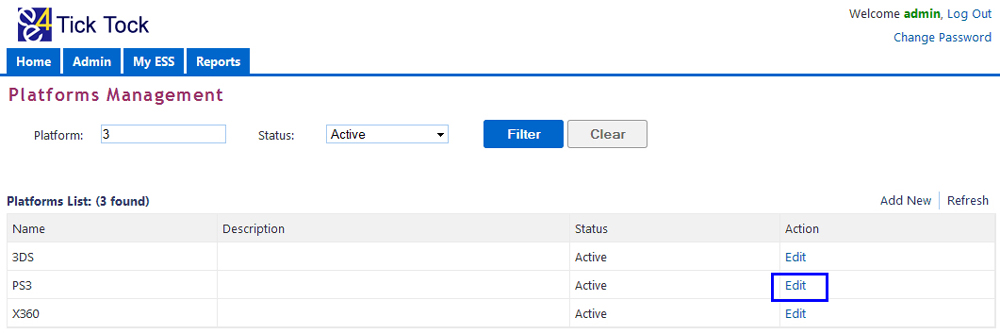 e4e Tick Tock
Welcome admin, Log Out
Change Password
Home Admin My ESS Reports
Platforms Management
Platform: 3 Status: Active Filter Clear
Platforms List: (3 found) Add New Refresh
Name Description Status Action
3DS Active Edit
PS3 Active Edit
X360 Active Edit